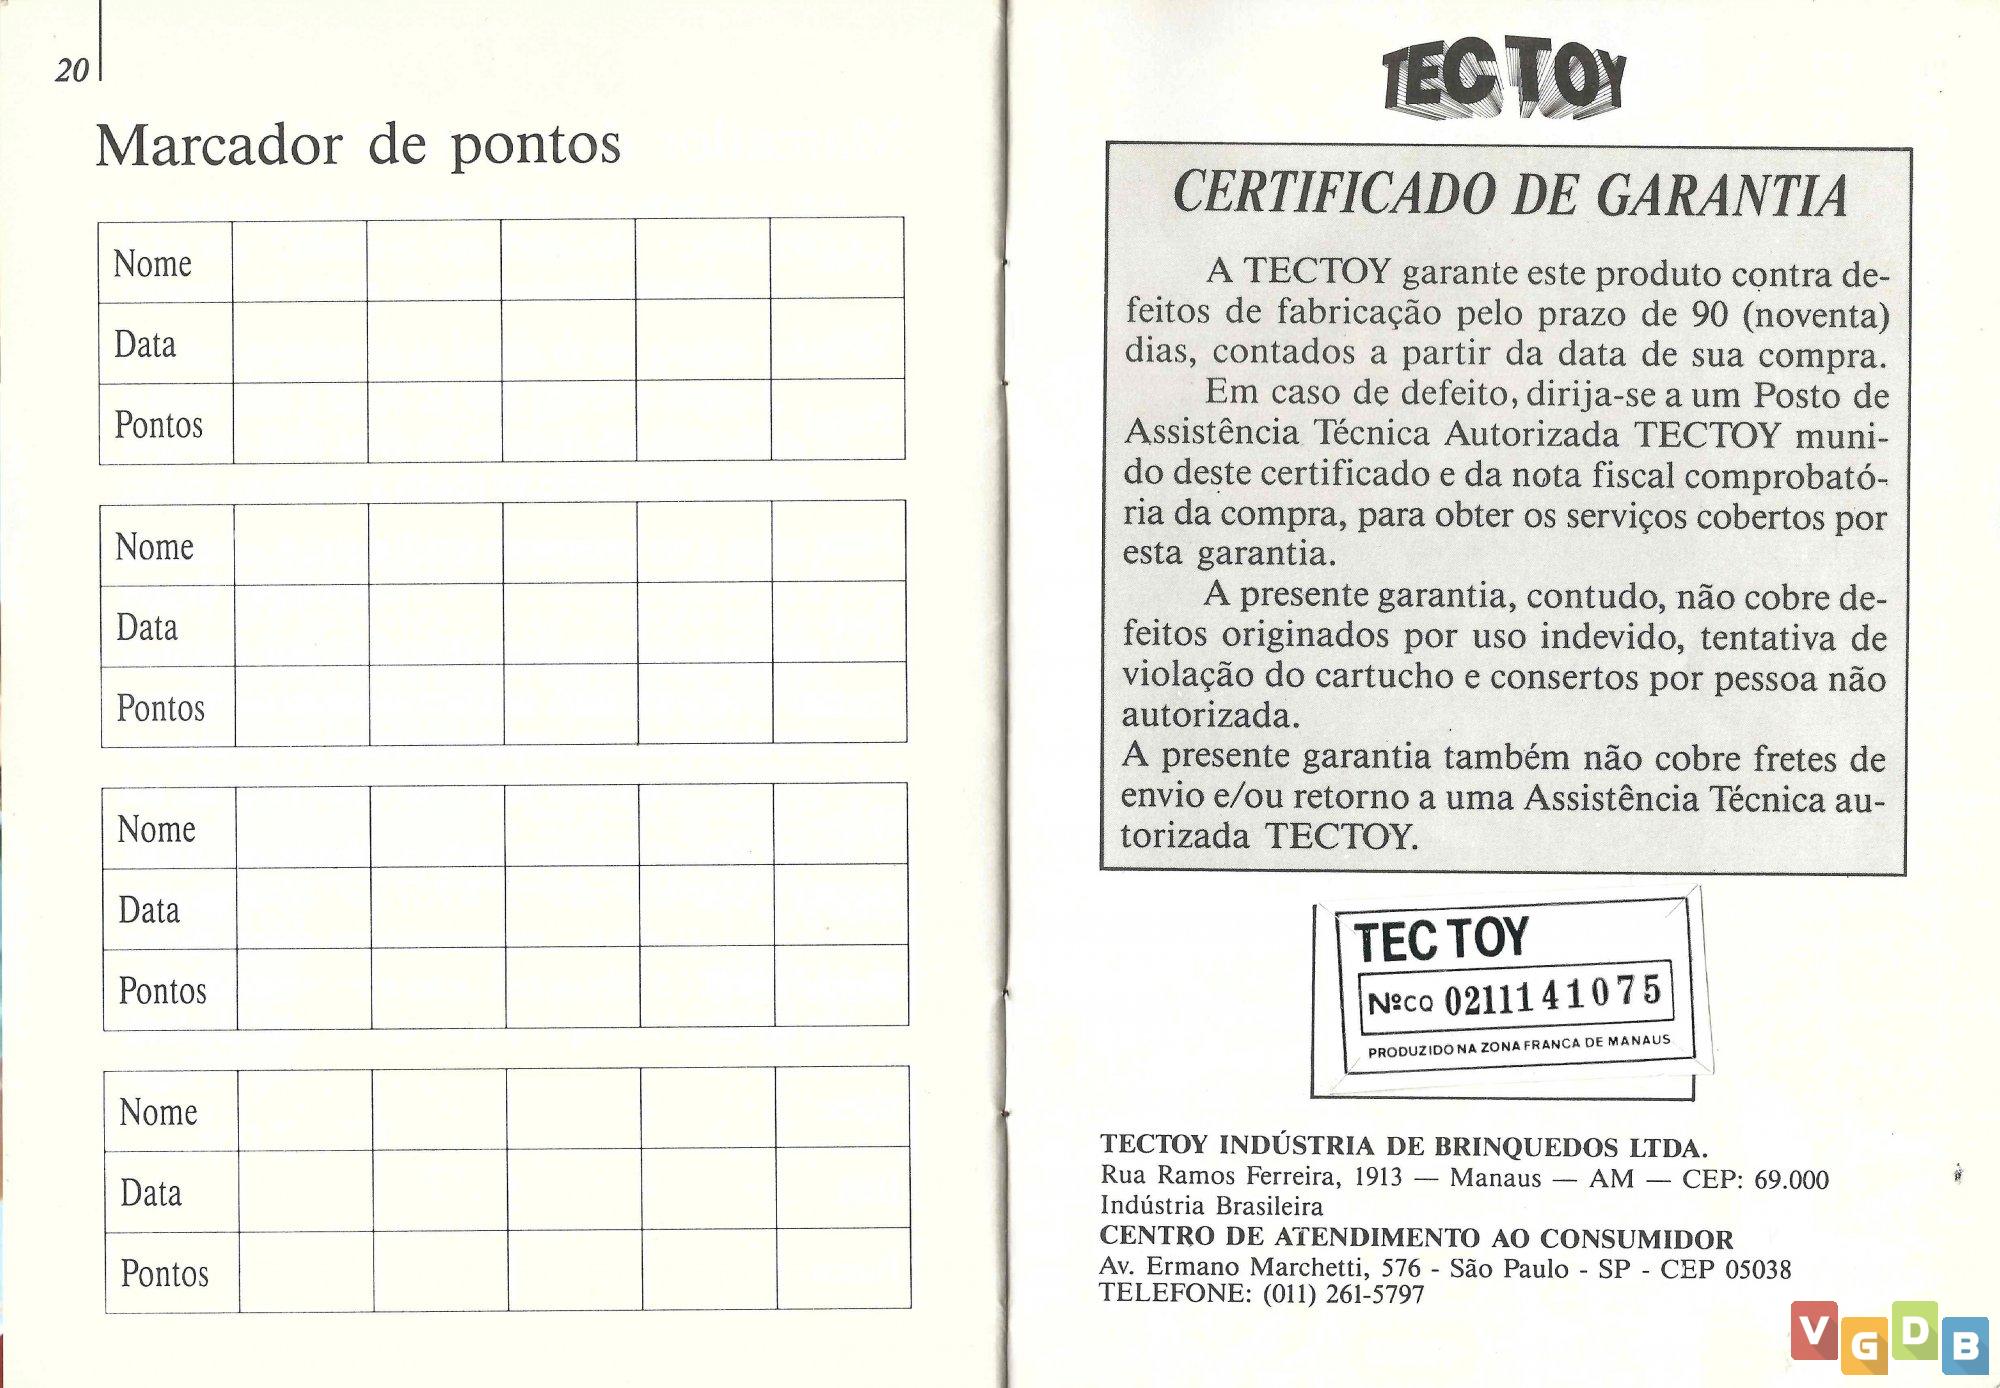 20
Marcador de pontos
Nome
Data
Pontos
Nome
Data
Pontos
Nome
Data
Pontos
Nome
Data
Pontos
TEC TOY
CERTIFICADO DE GARANTIA
A TECTOY garante este produto contra de-
feitos de fabricação pelo prazo de 90 (noventa)
dias, contados a partir da data de sua compra.
Em caso de defeito, dirija-se a um Posto de
Assistência Técnica Autorizada TECTOY muni-
do deste certificado e da nota fiscal comprobató-
ria da compra, para obter os serviços cobertos por
esta garantia.
A presente garantia, contudo, não cobre de-
feitos originados por uso indevido, tentativa de
violação do cartucho e consertos por pessoa não
autorizada.
A presente garantia também não cobre fretes de
envio e/ou retorno a uma Assistência Técnica au-
torizada TECTOY.
TEC TOY
Nº CQ 0211141075
PRODUZIDO NA ZONA FRANCA DE MANAUS
TECTOY INDÚSTRIA DE BRINQUEDOS LTDA.
Rua Ramos Ferreira, 1913 — Manaus — AM — CEP: 69.000
Indústria Brasileira
CENTRO DE ATENDIMENTO AO CONSUMIDOR
Av. Ermano Marchetti, 576 - São Paulo - SP - CEP 05038
TELEFONE: (011) 261-5797
VGDB